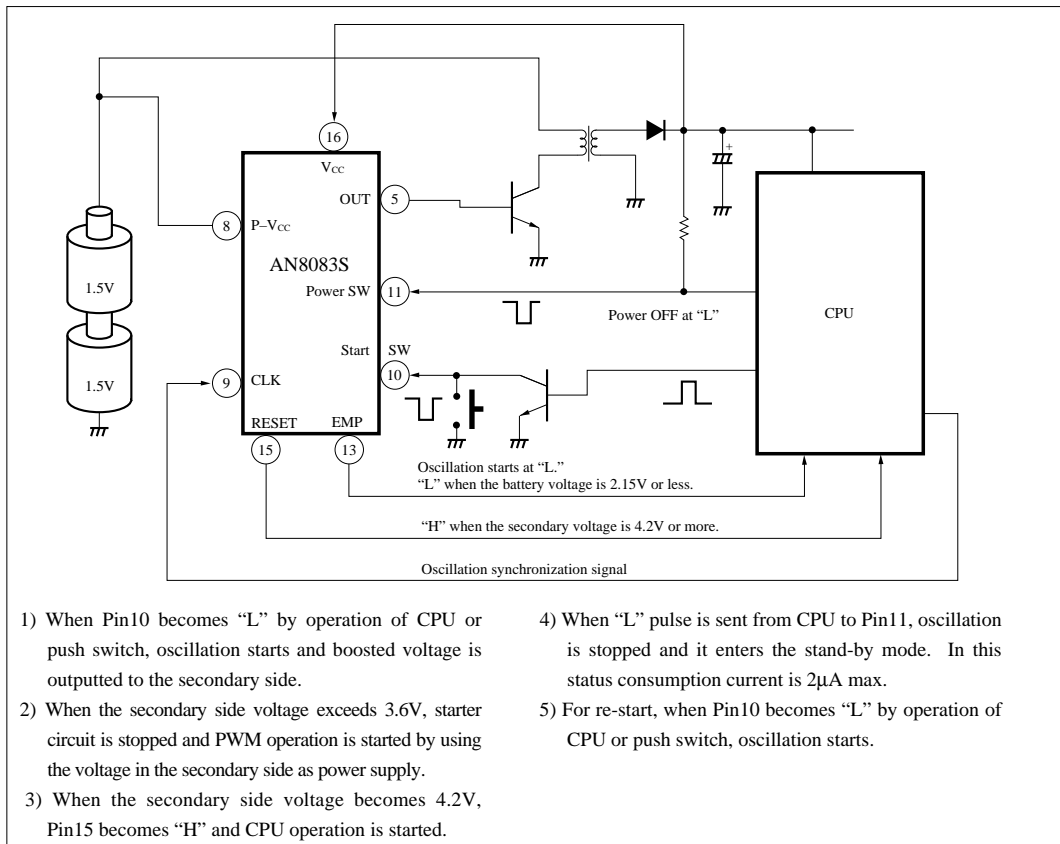 16
VCC
OUT
5
8
P–VCC
AN8083S
1.5V
Power SW
11
Power OFF at “L”
CPU
Start
SW
10
1.5V
9
CLK
RESET
EMP
15
13
+
Oscillation starts at “L.”
“L” when the battery voltage is 2.15V or less.
“H” when the secondary voltage is 4.2V or more.
Oscillation synchronization signal
1) When Pin10 becomes “L” by operation of CPU or
push switch, oscillation starts and boosted voltage is
outputted to the secondary side.
2) When the secondary side voltage exceeds 3.6V, starter
circuit is stopped and PWM operation is started by using
the voltage in the secondary side as power supply.
3) When the secondary side voltage becomes 4.2V,
Pin15 becomes “H” and CPU operation is started.
4) When “L” pulse is sent from CPU to Pin11, oscillation
is stopped and it enters the stand-by mode. In this
status consumption current is 2µA max.
5) For re-start, when Pin10 becomes “L” by operation of
CPU or push switch, oscillation starts.